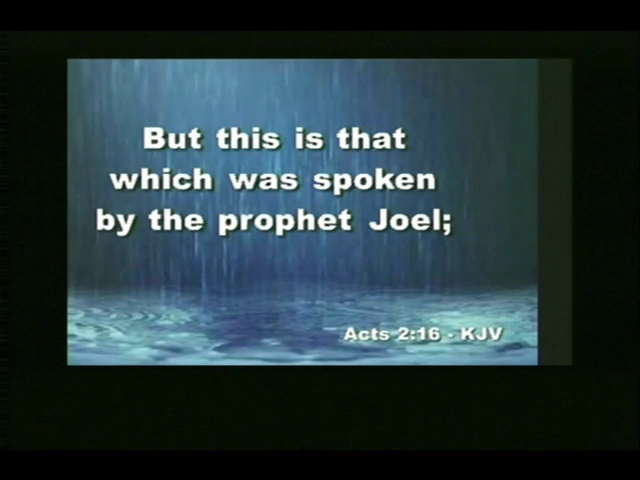 But this is that
which was spoken
by the prophet Joel;
Acts 2:16 - KJV